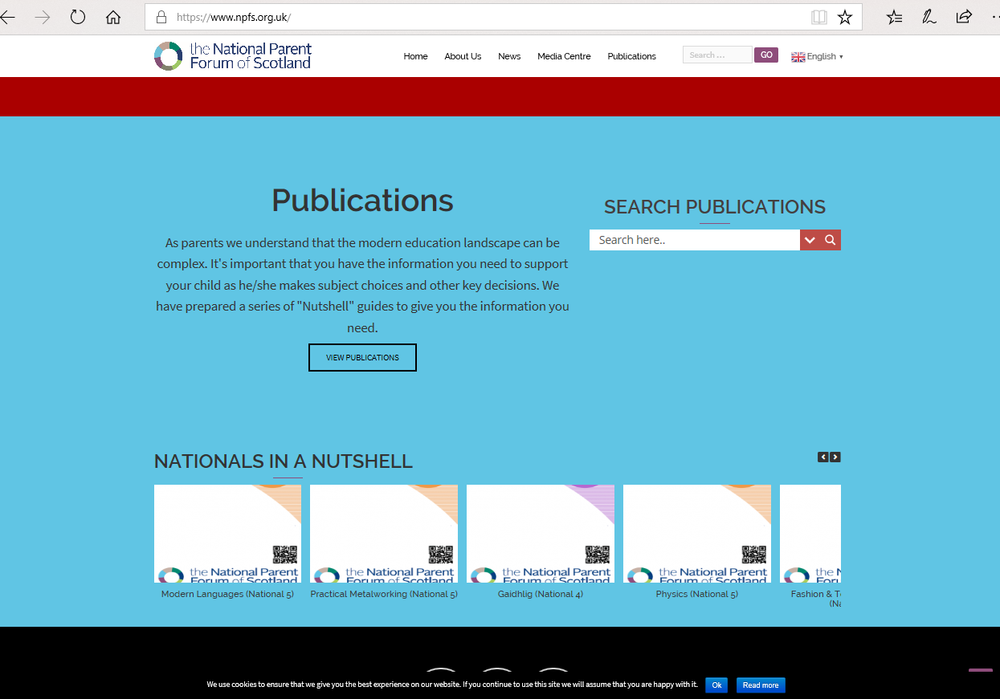 https://www.npfs.org.uk/
the National Parent
Forum of Scotland
Home About Us News Media Centre Publications Search ... GO English
Publications
As parents we understand that the modern education landscape can be
complex. It's important that you have the information you need to support
your child as he/she makes subject choices and other key decisions. We
have prepared a series of "Nutshell" guides to give you the information you
need.
VIEW PUBLICATIONS
SEARCH PUBLICATIONS
Search here..
NATIONALS IN A NUTSHELL
the National Parent
Forum of Scotland
Modern Languages (National 5)
the National Parent
Forum of Scotland
Practical Metalworking (National 5)
the National Parent
Forum of Scotland
Gaidhlig (National 4)
the National Parent
Forum of Scotland
Physics (National 5)
the N
Forun
Fashion & T
(Na
We use cookies to ensure that we give you the best experience on our website. If you continue to use this site we will assume that you are happy with it. Ok Read more